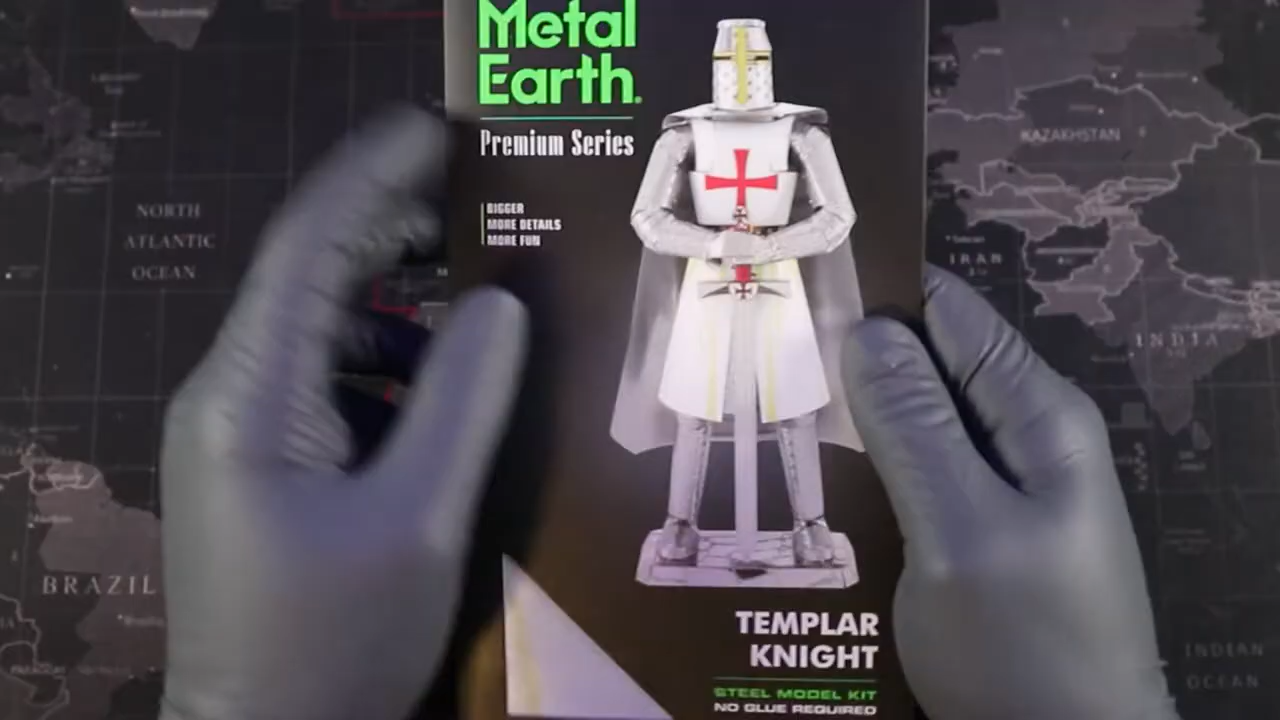 Metal
Earth
Premium Series
BIGGER
MORE DETAILS
MORE FUN
TEMPLAR
KNIGHT
STEEL MODEL KIT
NO GLUE REQUIRED
NORTH
ATLANTIC
OCEAN
BRAZIL
KAZAKHSTAN
IRAN
INDIA
INDIAN
OCEAN